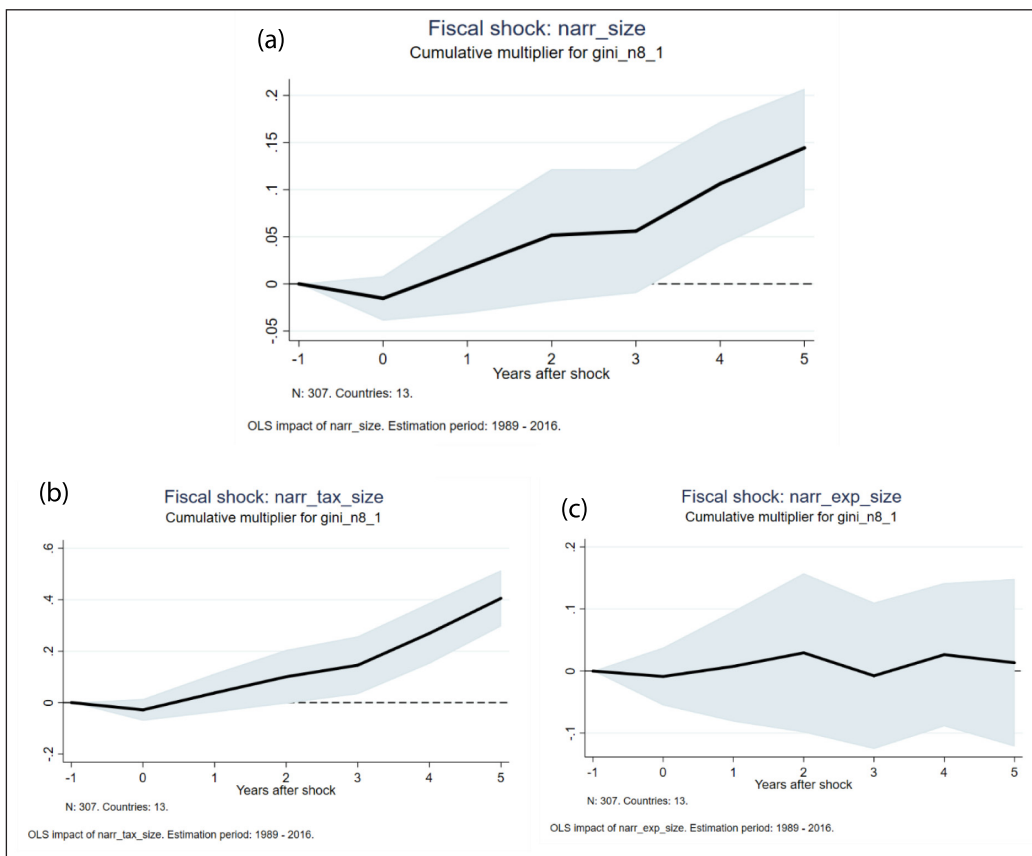 (a)
Fiscal shock: narr_size
Cumulative multiplier for gini_n8_1
.2
.15
.1
.05
0
-.05
-1 0 1 2 3 4 5
Years after shock
N: 307. Countries: 13.
OLS impact of narr_size. Estimation period: 1989 - 2016.
(b)
Fiscal shock: narr_tax_size
Cumulative multiplier for gini_n8_1
.6
.4
.2
0
-.2
-1 0 1 2 3 4 5
Years after shock
N: 307. Countries: 13.
OLS impact of narr_tax_size. Estimation period: 1989 - 2016.
(c)
Fiscal shock: narr_exp_size
Cumulative multiplier for gini_n8_1
.2
.1
0
-.1
-1 0 1 2 3 4 5
Years after shock
N: 307. Countries: 13.
OLS impact of narr_exp_size. Estimation period: 1989 - 2016.